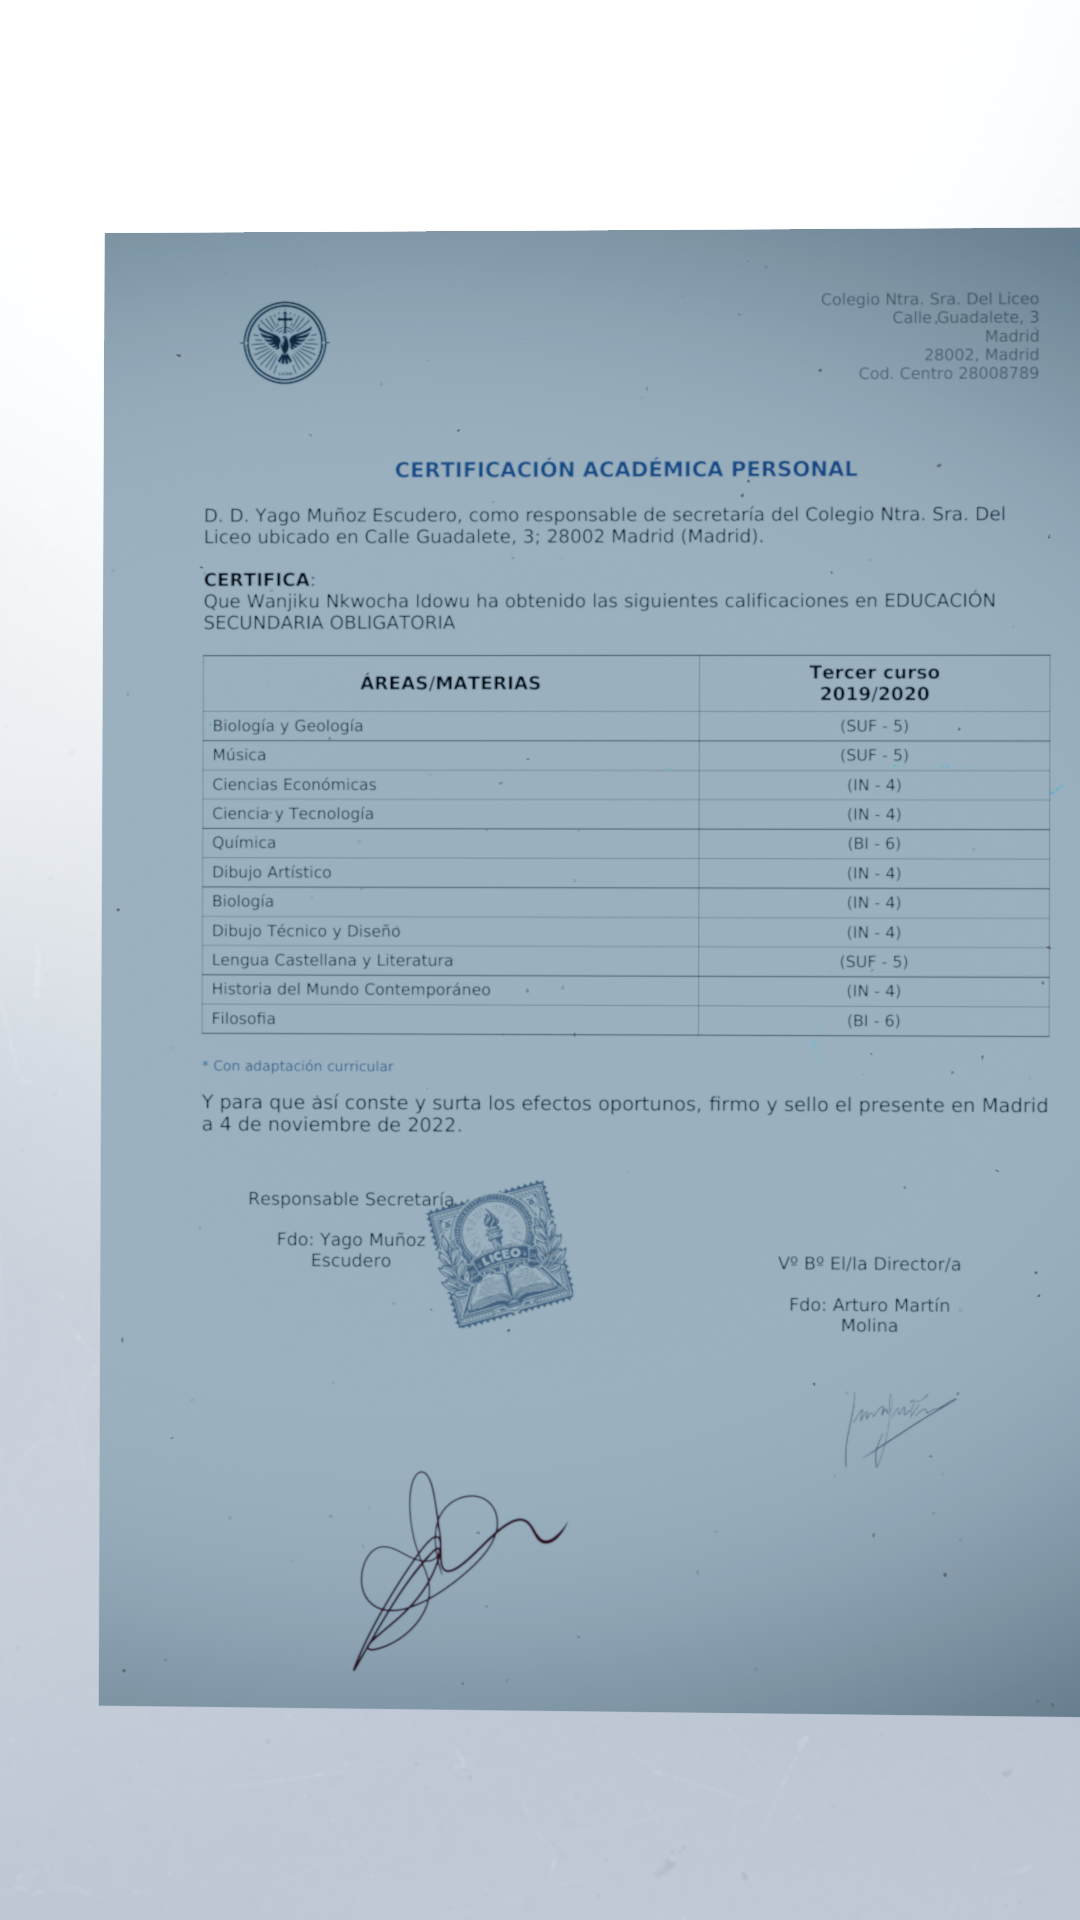 Colegio Ntra. Sra. Del Liceo
Calle Guadalete, 3
Madrid
28002, Madrid
Cod. Centro 28008789
CERTIFICACIÓN ACADÉMICA PERSONAL
D. D. Yago Muñoz Escudero, como responsable de secretaría del Colegio Ntra. Sra. Del
Liceo ubicado en Calle Guadalete, 3; 28002 Madrid (Madrid).
CERTIFICA:
Que Wanjiku Nkwocha Idowu ha obtenido las siguientes calificaciones en EDUCACIÓN
SECUNDARIA OBLIGATORIA
ÁREAS/MATERIAS Tercer curso
2019/2020
Biología y Geología (SUF - 5)
Música (SUF - 5)
Ciencias Económicas (IN - 4)
Ciencia y Tecnología (IN - 4)
Química (BI - 6)
Dibujo Artístico (IN - 4)
Biología (IN - 4)
Dibujo Técnico y Diseño (IN - 4)
Lengua Castellana y Literatura (SUF - 5)
Historia del Mundo Contemporáneo (IN - 4)
Filosofia (BI - 6)
* Con adaptación curricular
Y para que así conste y surta los efectos oportunos, firmo y sello el presente en Madrid
a 4 de noviembre de 2022.
Responsable Secretaría
Fdo: Yago Muñoz
Escudero
LICEO
Vº Bº El/la Director/a
Fdo: Arturo Martín
Molina